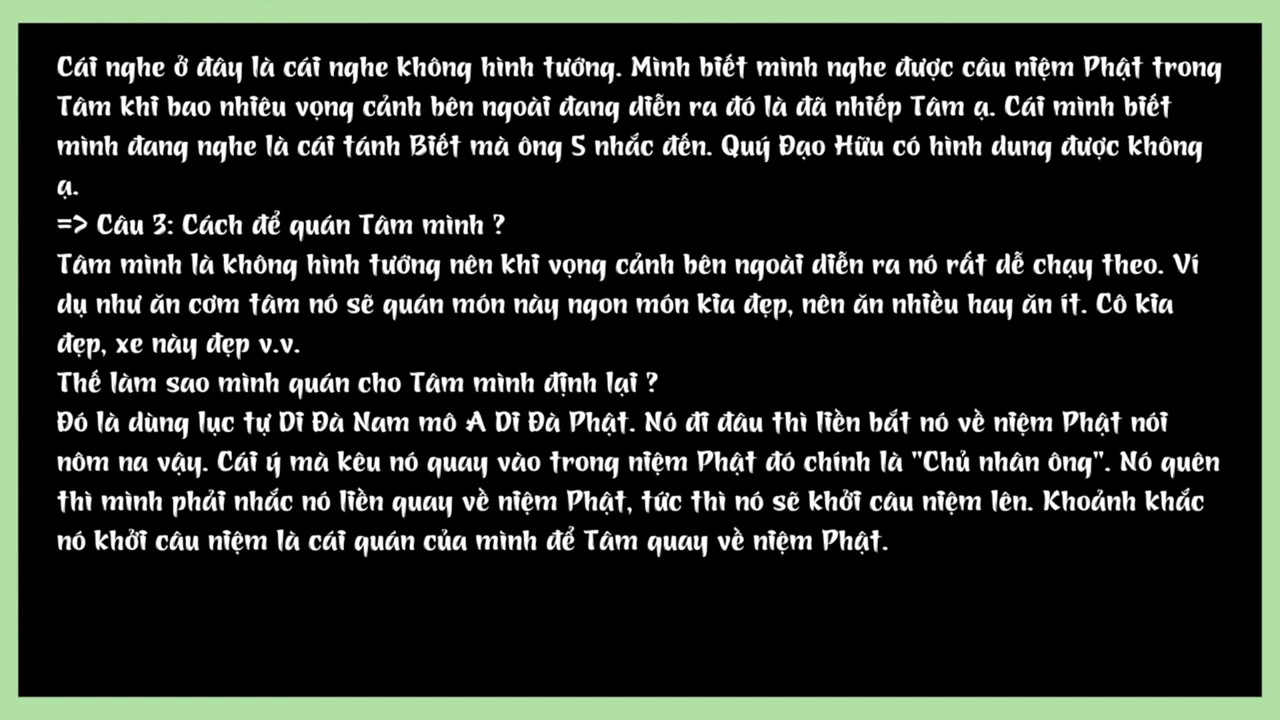 Cái nghe ở đây là cái nghe không hình tướng. Mình biết mình nghe được câu niệm Phật trong
Tâm khi bao nhiêu vọng cảnh bên ngoài đang diễn ra đó là đã nhiếp Tâm ạ. Cái mình biết
mình đang nghe là cái tánh Biết mà ông 5 nhắc đến. Quý Đạo Hữu có hình dung được không
ạ.
=> Câu 3: Cách để quán Tâm mình ?
Tâm mình là không hình tướng nên khi vọng cảnh bên ngoài diễn ra nó rất dễ chạy theo. Ví
dụ như ăn cơm tâm nó sẽ quán món này ngon món kia đẹp, nên ăn nhiều hay ăn ít. Cô kia
đẹp, xe này đẹp v.v.
Thế làm sao mình quán cho Tâm mình định lại ?
Đó là dùng lục tự Di Đà Nam mô A Di Đà Phật. Nó đi đâu thì liền bắt nó về niệm Phật nói
nôm na vậy. Cái ý mà kêu nó quay vào trong niệm Phật đó chính là "Chủ nhân ông". Nó quên
thì mình phải nhắc nó liền quay về niệm Phật, tức thì nó sẽ khởi câu niệm lên. Khoảnh khắc
nó khởi câu niệm là cái quán của mình để Tâm quay về niệm Phật.